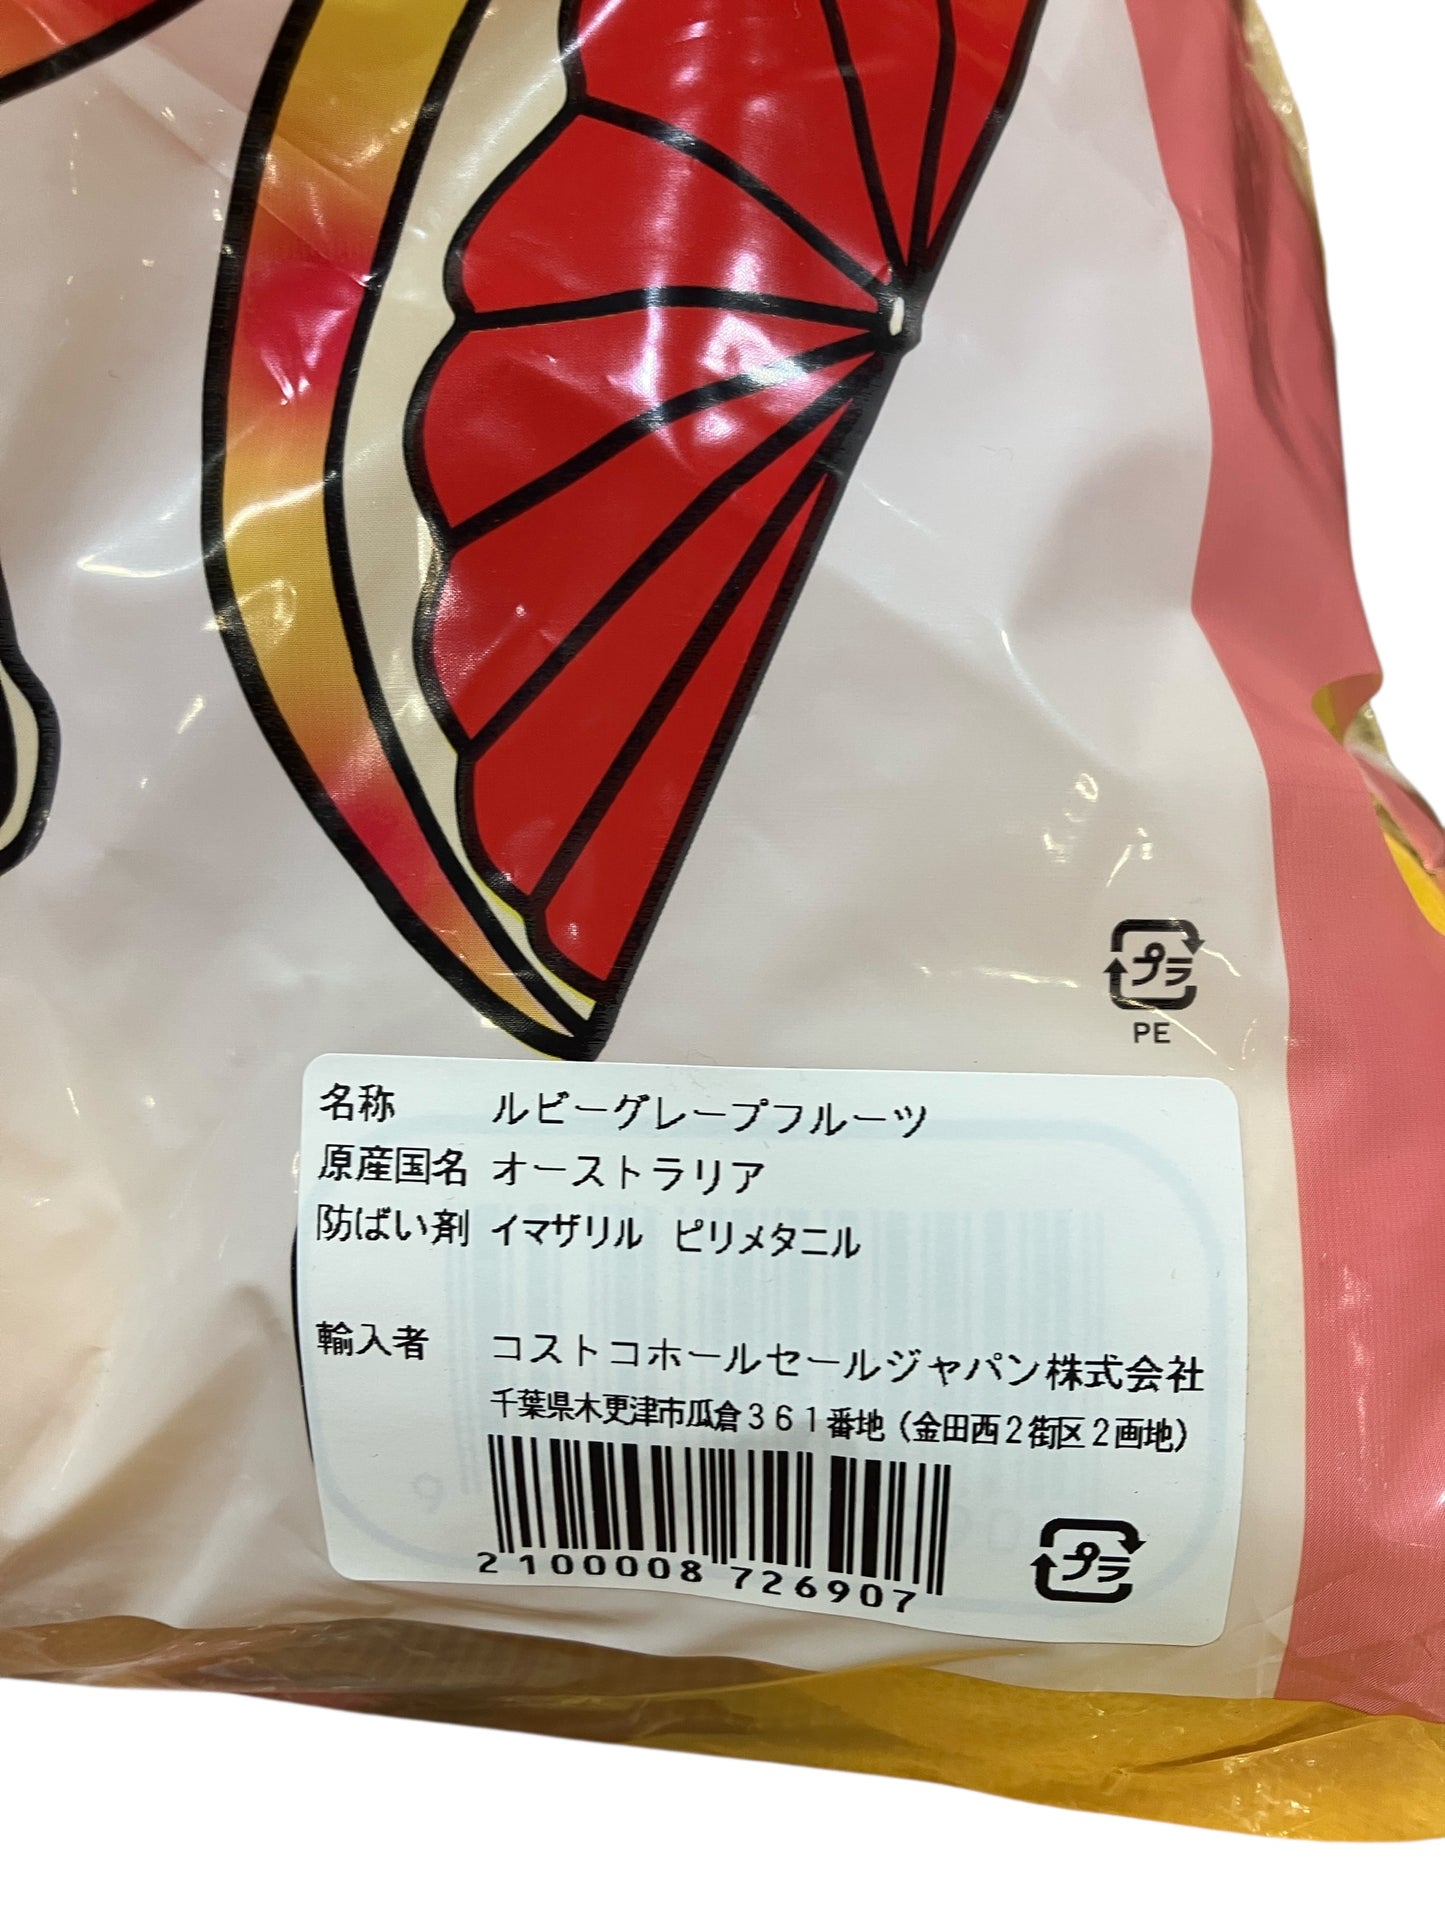 プラ
PE
名称 ルビーグレープフルーツ
原産国名 オーストラリア
防ばい剤 イマザリル ピリメタニル
輸入者 コストコホールセールジャパン株式会社
千葉県木更津市瓜倉361番地(金田西2街区2画地)
2100008726907
プラ